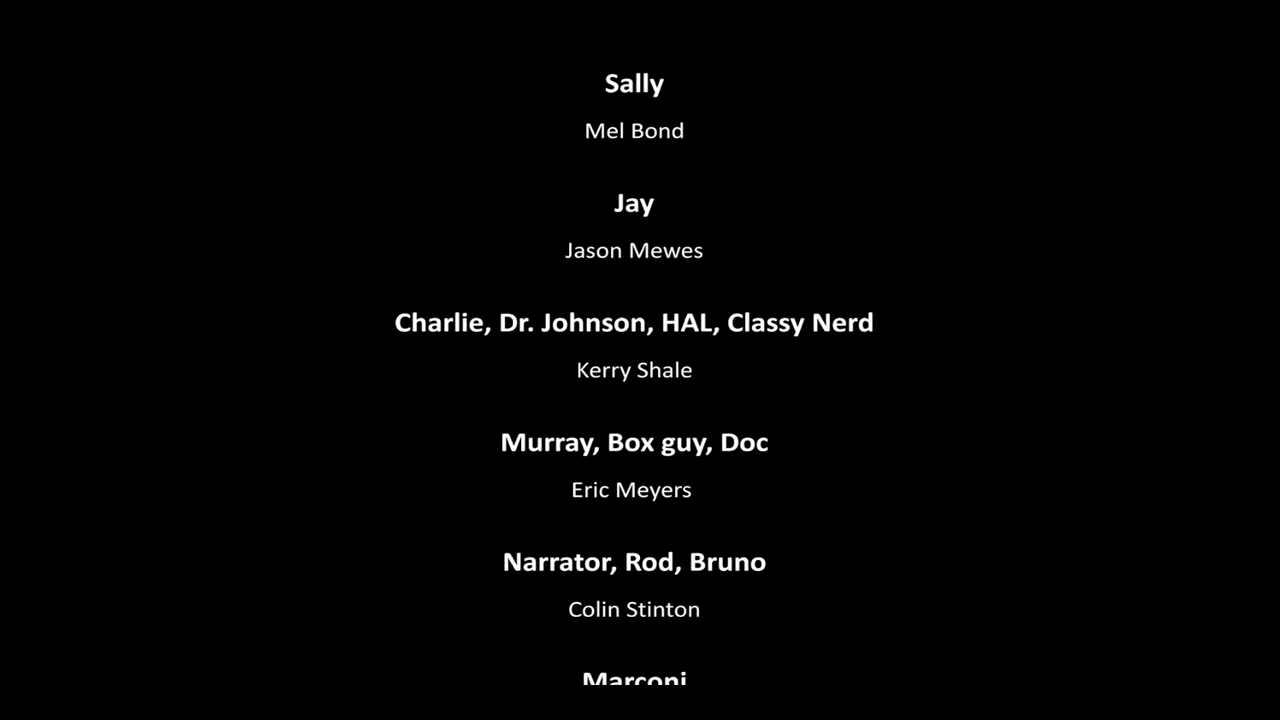 Sally
Mel Bond
Jay
Jason Mewes
Charlie, Dr. Johnson, HAL, Classy Nerd
Kerry Shale
Murray, Box guy, Doc
Eric Meyers
Narrator, Rod, Bruno
Colin Stinton
Marconi